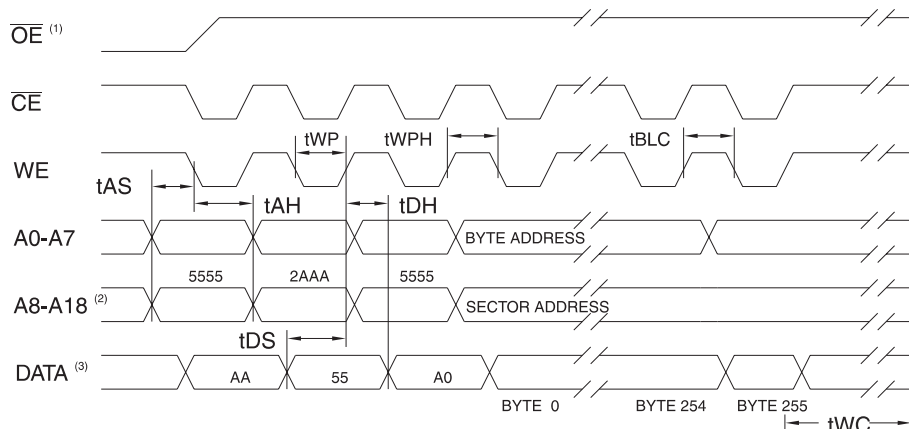 OE (1)
CE
tWP tWPH tBLC
WE
tAS
tAH tDH
A0-A7 BYTE ADDRESS
5555 2AAA 5555
A8-A18 (2) SECTOR ADDRESS
tDS
DATA (3) AA 55 A0
BYTE 0 BYTE 254 BYTE 255
tWC